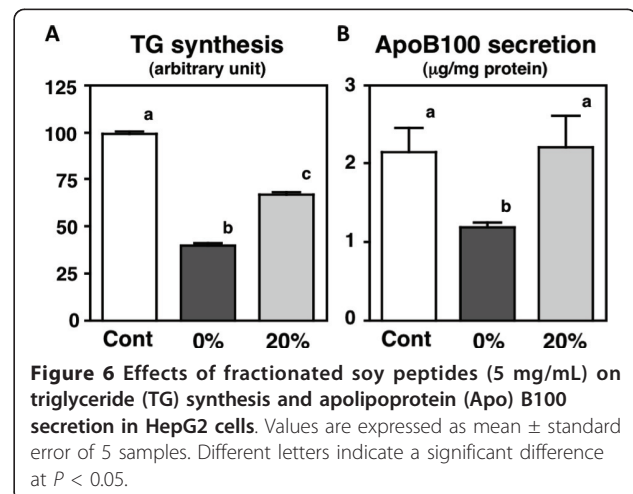 A
TG synthesis
(arbitrary unit)
125
100
75
50
25
0
a
b
c
Cont 0% 20%
B
ApoB100 secretion
(μg/mg protein)
3
2
1
0
a
b
a
Cont 0% 20%
Figure 6 Effects of fractionated soy peptides (5 mg/mL) on
triglyceride (TG) synthesis and apolipoprotein (Apo) B100
secretion in HepG2 cells. Values are expressed as mean ± standard
error of 5 samples. Different letters indicate a significant difference
at P < 0.05.